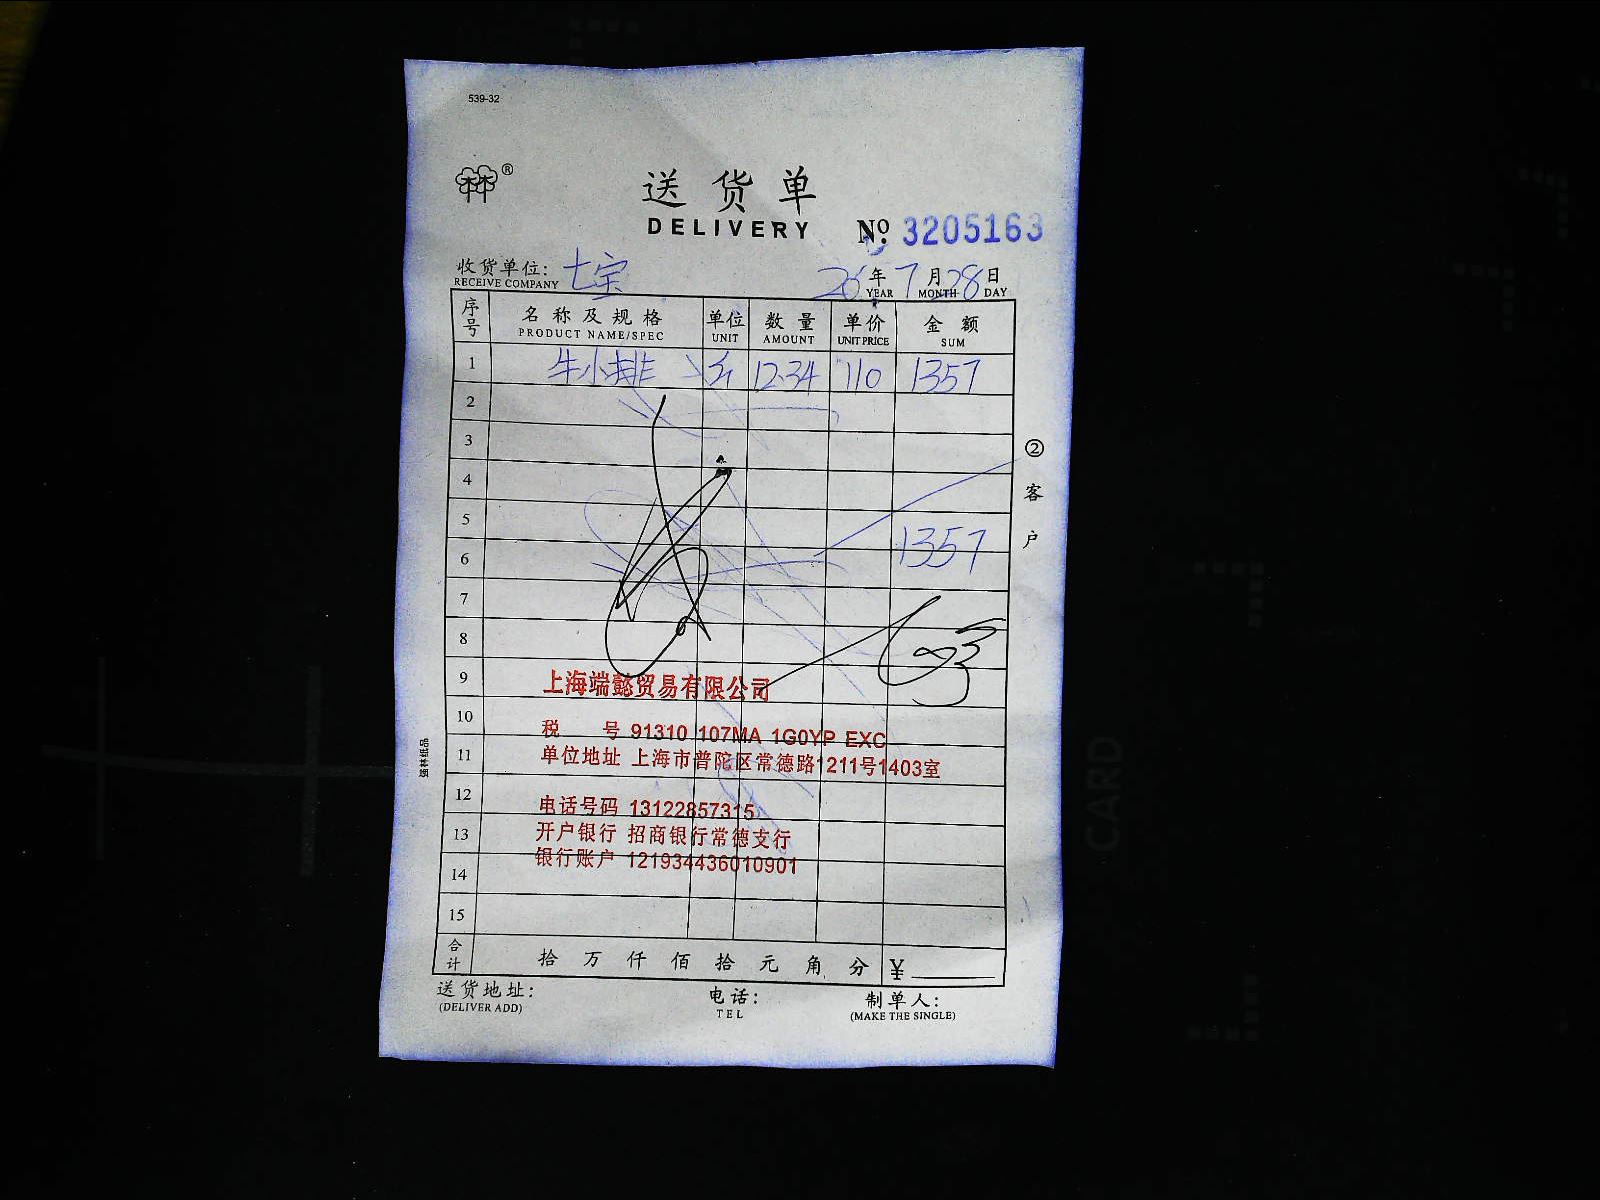 539-32
®
送货单
DELIVERY
№ 3205163
收货单位: 七宝 26年7月28日
RECEIVE COMPANY YEAR MONTH DAY
序号 名称及规格 单位 数量 单价 金额
PRODUCT NAME/SPEC UNIT AMOUNT UNIT PRICE SUM
1 牛小排 斤 12.34 110 1357
2
3
4
5
1357
6
7
8
9
上海端懿贸易有限公司
10
税 号 91310 107MA 1G0YP EXC
11
单位地址 上海市普陀区常德路1211号1403室
12
电话号码 13122857315
13
开户银行 招商银行常德支行
银行账户 121934436010901
14
15
合计 拾 万 仟 佰 拾 元 角 分 ¥
送货地址: 电话: 制单人:
(DELIVER ADD) TEL (MAKE THE SINGLE)
②客户
CARD